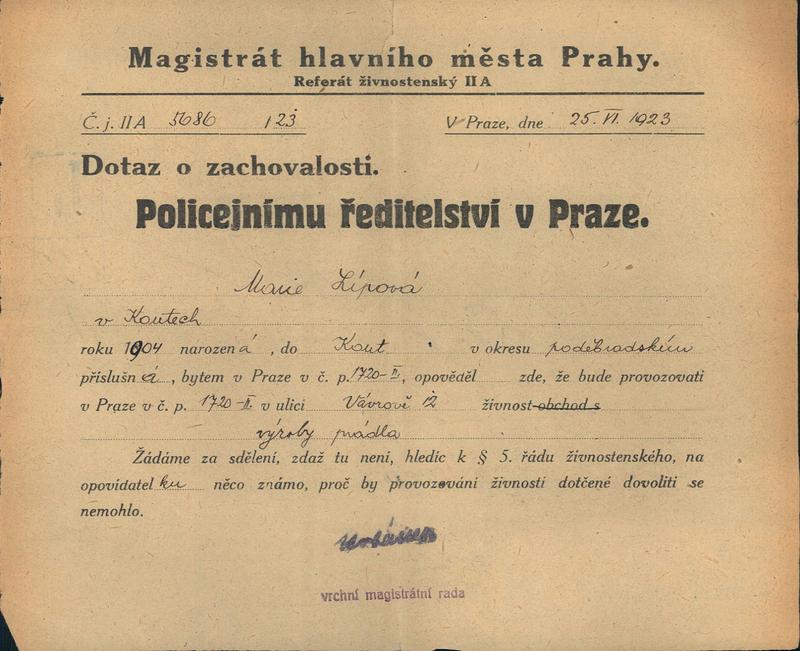 Magistrát hlavního města Prahy.
Referát živnostenský II A
Č. j. II A 5686 / 23
V Praze, dne 25. VI. 1923
Dotaz o zachovalosti.
Policejnímu ředitelství v Praze.
Marie Lípová
v Koutech
roku 1904 narozená, do Kout v okresu poděbradském
příslušná, bytem v Praze v č. p. 1720-II, opověděl zde, že bude provozovati
v Praze v č. p. 1720-II v ulici Vávrově 12 živnost obchod s
výroby prádla
Žádáme za sdělení, zdaž tu není, hledíc k § 5. řádu živnostenského, na
opovídatelku něco známo, proč by provozování živnosti dotčené dovoliti se
nemohlo.
vrchní magistrátní rada